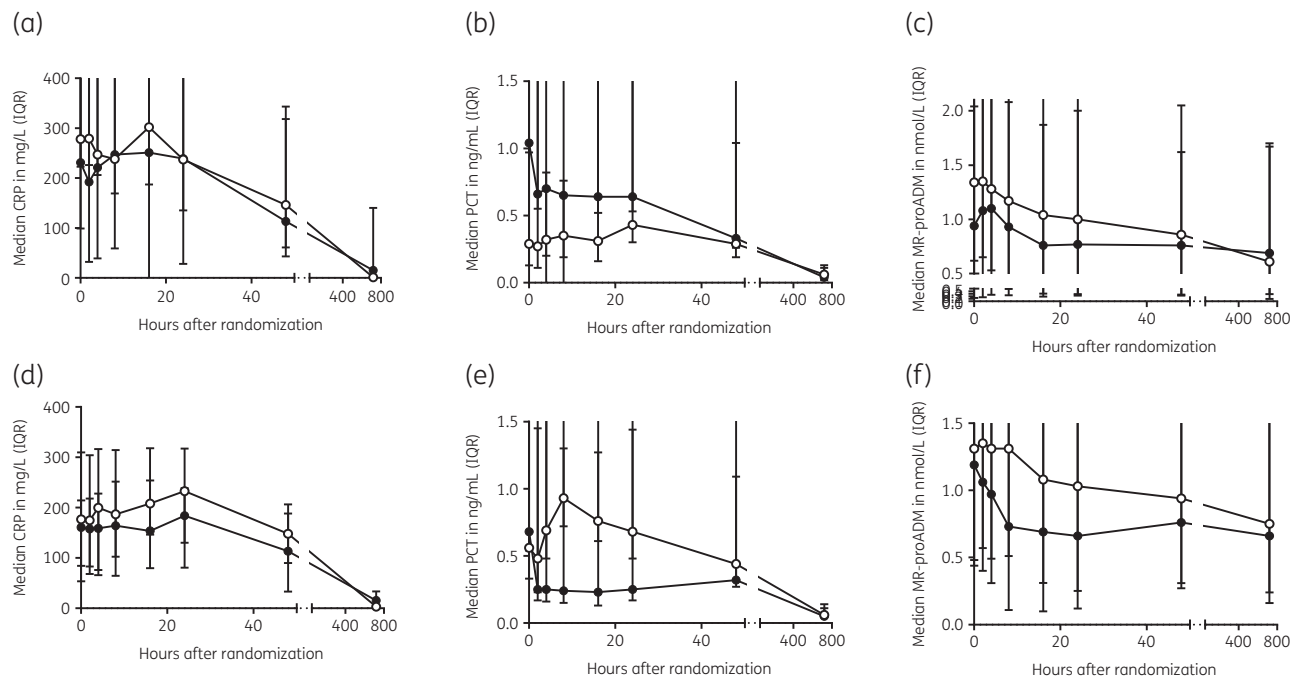 (a)
Median CRP in mg/L (IQR)
400
300
200
100
0
0 20 40 400 800
Hours after randomization
(b)
Median PCT in ng/mL (IQR)
1.5
1.0
0.5
0.0
0 20 40 400 800
Hours after randomization
(c)
Median MR-proADM in nmol/L (IQR)
2.0
1.5
1.0
0.5
0.5
0.0
0 20 40 400 800
Hours after randomization
(d)
Median CRP in mg/L (IQR)
400
300
200
100
0
0 20 40 400 800
Hours after randomization
(e)
Median PCT in ng/mL (IQR)
1.5
1.0
0.5
0.0
0 20 40 400 800
Hours after randomization
(f)
Median MR-proADM in nmol/L (IQR)
1.5
1.0
0.5
0.0
0 20 40 400 800
Hours after randomization